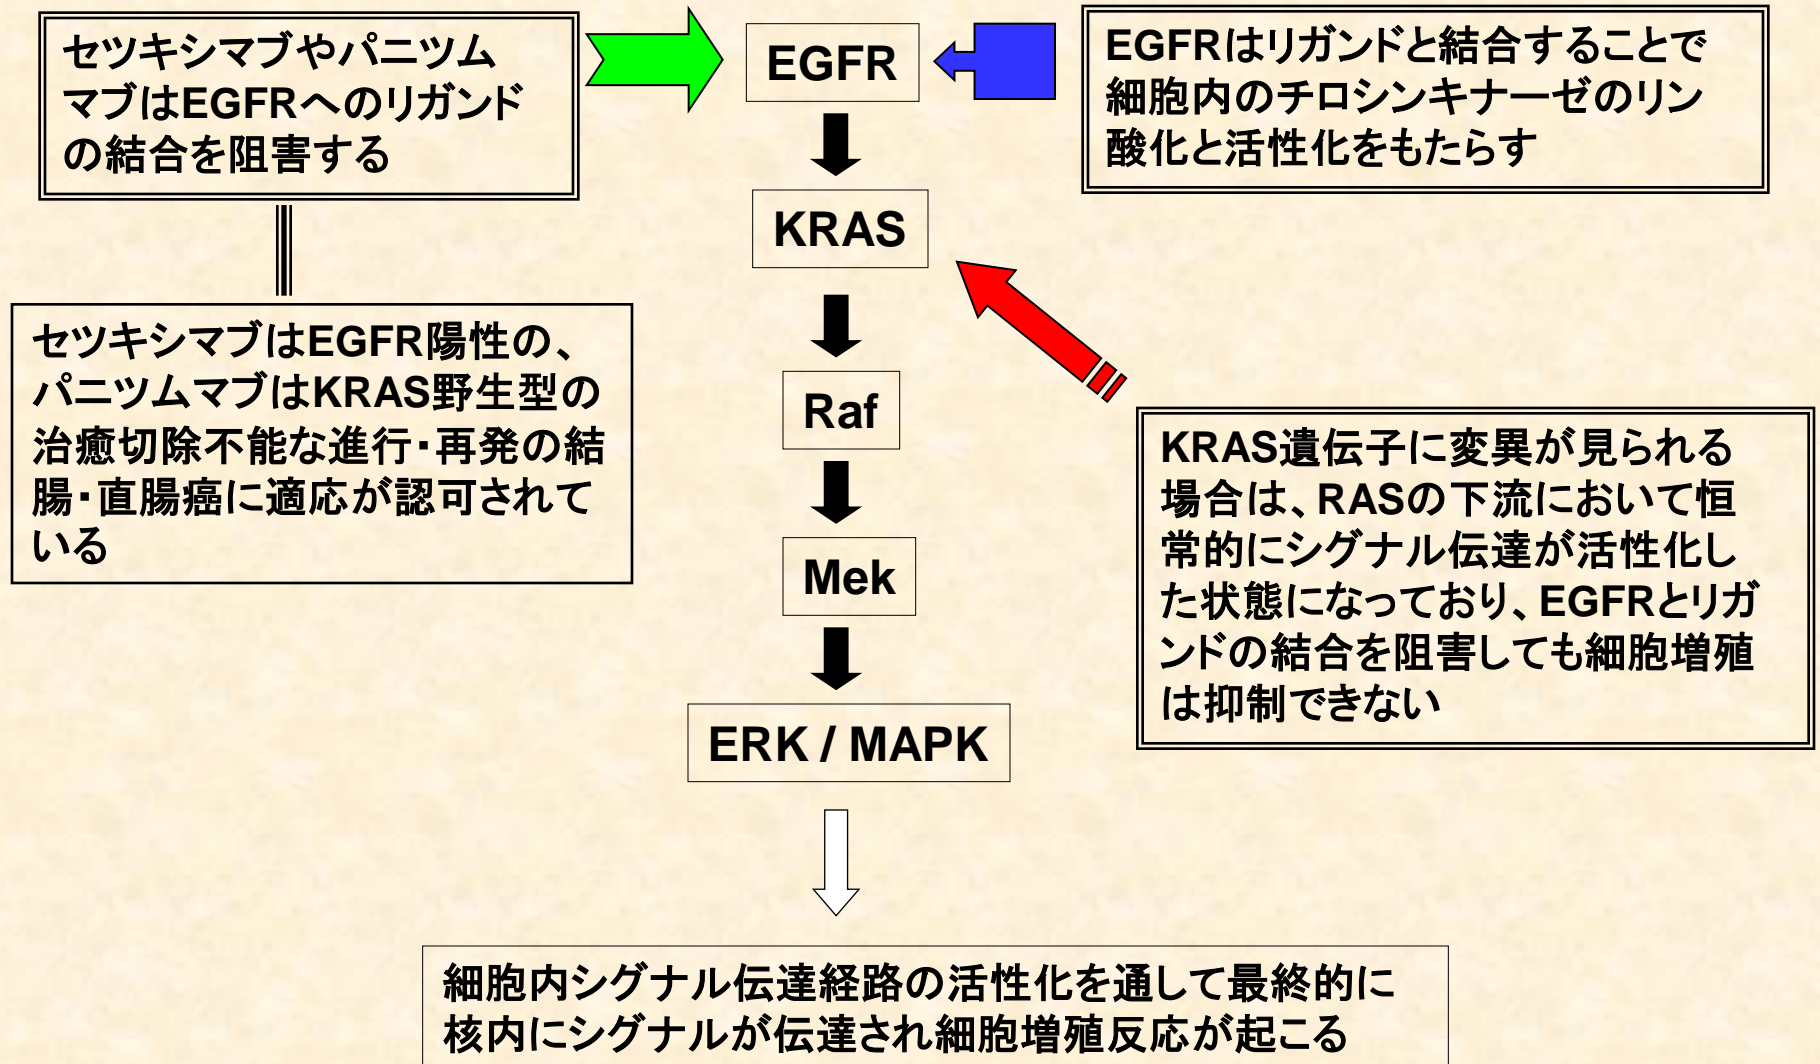 セツキシマブやパニツム
マブはEGFRへのリガンド
の結合を阻害する
EGFR
EGFRはリガンドと結合することで
細胞内のチロシンキナーゼのリン
酸化と活性化をもたらす
KRAS
セツキシマブはEGFR陽性の、
パニツムマブはKRAS野生型の
治癒切除不能な進行・再発の結
腸・直腸癌に適応が認可されて
いる
Raf
KRAS遺伝子に変異が見られる
場合は、RASの下流において恒
常的にシグナル伝達が活性化し
た状態になっており、EGFRとリガ
ンドの結合を阻害しても細胞増殖
は抑制できない
Mek
ERK / MAPK
細胞内シグナル伝達経路の活性化を通して最終的に
核内にシグナルが伝達され細胞増殖反応が起こる